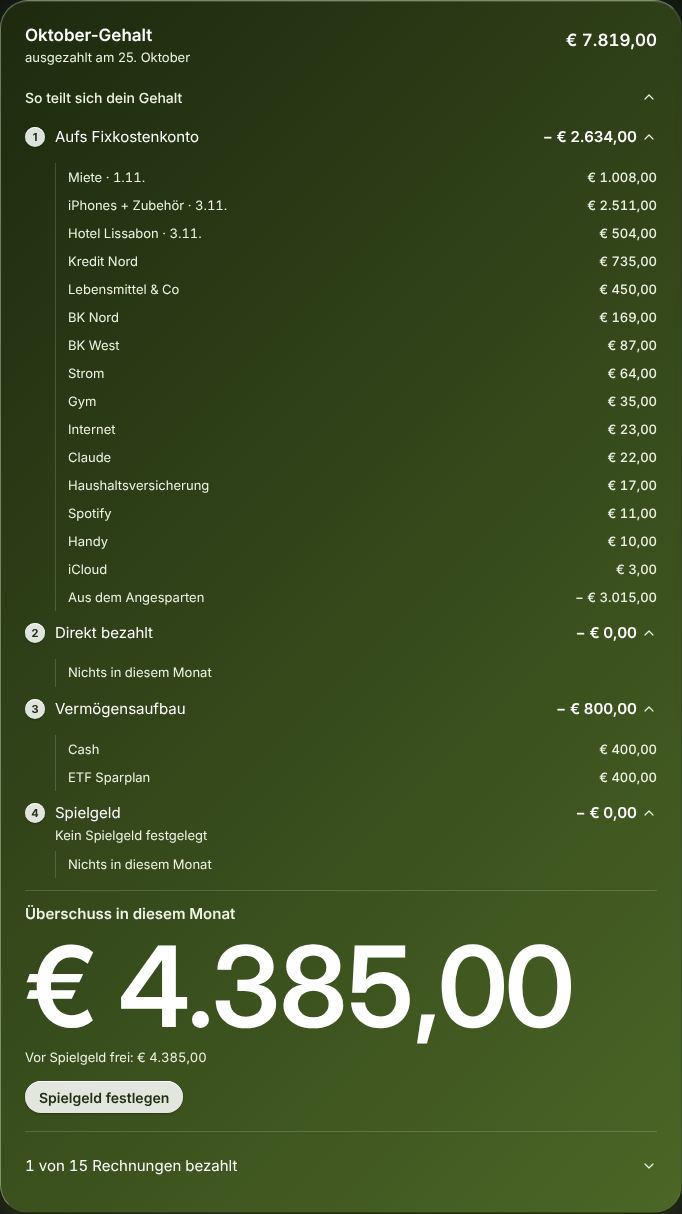 Oktober-Gehalt € 7.819,00
ausgezahlt am 25. Oktober
So teilt sich dein Gehalt
1 Aufs Fixkostenkonto – € 2.634,00
Miete · 1.11. € 1.008,00
iPhones + Zubehör · 3.11. € 2.511,00
Hotel Lissabon · 3.11. € 504,00
Kredit Nord € 735,00
Lebensmittel & Co € 450,00
BK Nord € 169,00
BK West € 87,00
Strom € 64,00
Gym € 35,00
Internet € 23,00
Claude € 22,00
Haushaltsversicherung € 17,00
Spotify € 11,00
Handy € 10,00
iCloud € 3,00
Aus dem Angesparten – € 3.015,00
2 Direkt bezahlt – € 0,00
Nichts in diesem Monat
3 Vermögensaufbau – € 800,00
Cash € 400,00
ETF Sparplan € 400,00
4 Spielgeld – € 0,00
Kein Spielgeld festgelegt
Nichts in diesem Monat
Überschuss in diesem Monat
€ 4.385,00
Vor Spielgeld frei: € 4.385,00
Spielgeld festlegen
1 von 15 Rechnungen bezahlt